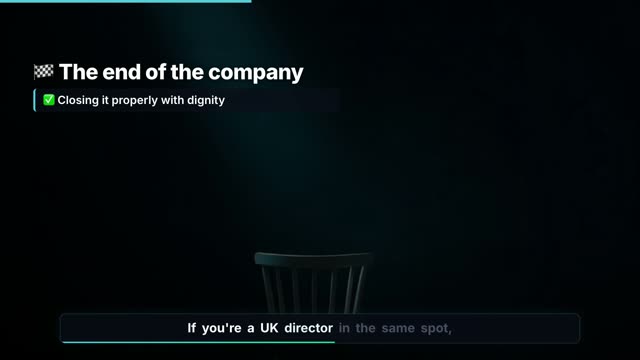 🏁 The end of the company
✅ Closing it properly with dignity
If you're a UK director in the same spot,